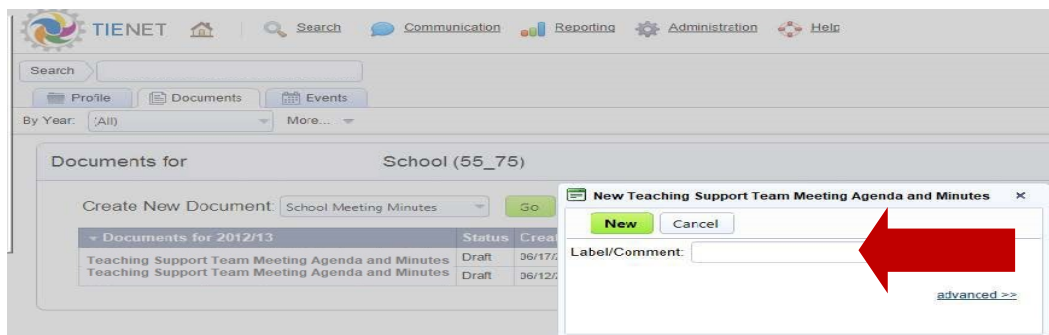 TIENET Search Communication Reporting Administration Help
Search
Profile Documents Events
By Year: (All) More...
Documents for School (55_75)
Create New Document: School Meeting Minutes Go
New Teaching Support Team Meeting Agenda and Minutes ×
New Cancel
Documents for 2012/13 Status Creat
Label/Comment:
Teaching Support Team Meeting Agenda and Minutes Draft 06/17/2
Teaching Support Team Meeting Agenda and Minutes Draft 06/12/2
advanced >>